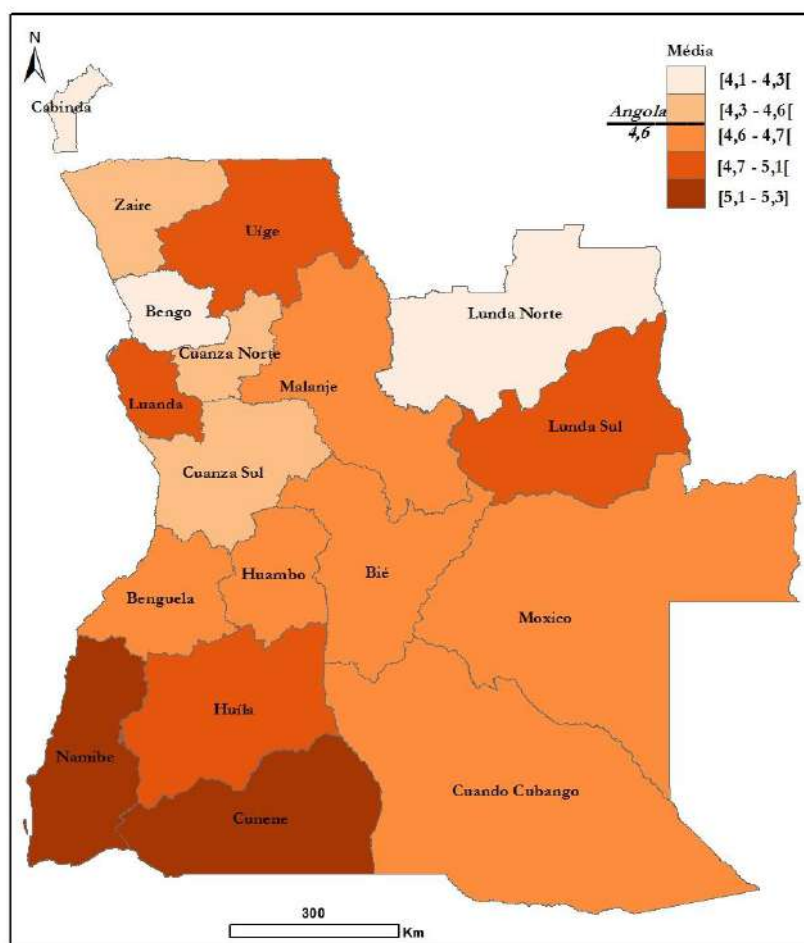 N
Média
[4,1 - 4,3[
[4,3 - 4,6[
Angola
4,6
[4,6 - 4,7[
[4,7 - 5,1[
[5,1 - 5,3]
Cabinda
Zaire
Uíge
Bengo
Lunda Norte
Cuanza Norte
Malanje
Luanda
Lunda Sul
Cuanza Sul
Huambo
Bié
Benguela
Moxico
Huíla
Namibe
Cuando Cubango
Cunene
300
Km